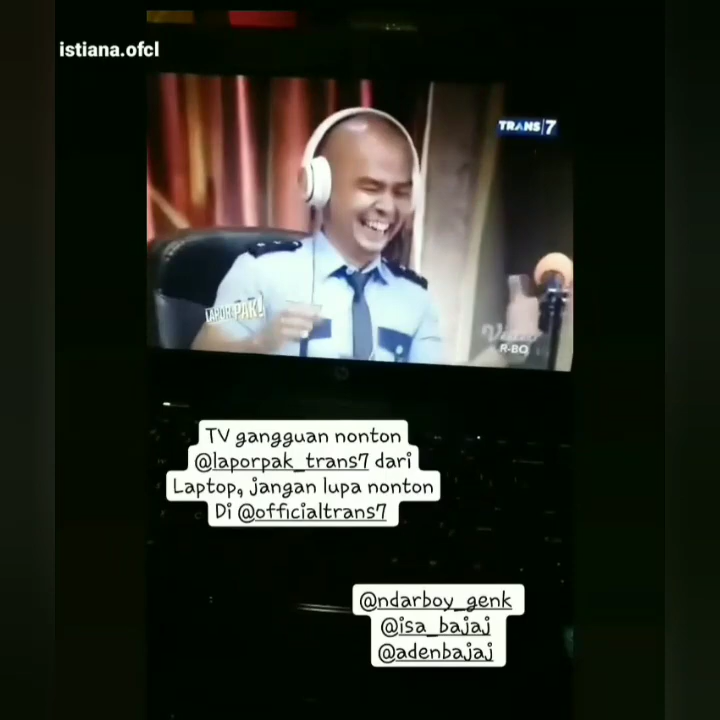 istiana.ofcl
TRANS|7
LAPOR PAK!
R-BO
TV gangguan nonton
@laporpak_trans7 dari
Laptop, jangan lupa nonton
Di @officialtrans7
@ndarboy_genk
@isa_bajaj
@adenbajaj